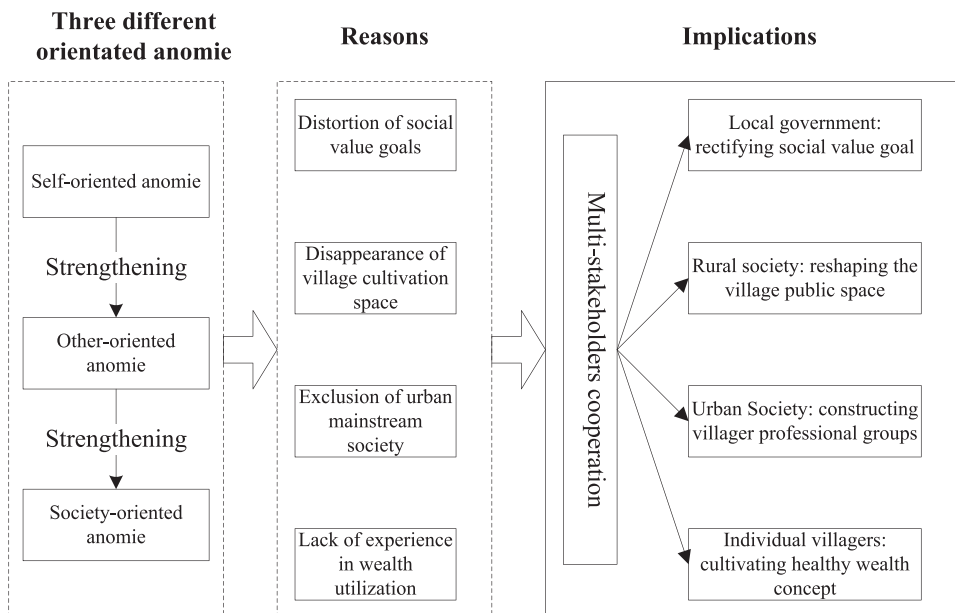 Three different
orientated anomie
Reasons
Implications
Self-oriented anomie
Strengthening
Other-oriented
anomie
Strengthening
Society-oriented
anomie
Distortion of social
value goals
Disappearance of
village cultivation
space
Exclusion of urban
mainstream
society
Lack of experience
in wealth
utilization
Multi-stakeholders cooperation
Local government:
rectifying social value goal
Rural society: reshaping the
village public space
Urban Society: constructing
villager professional groups
Individual villagers:
cultivating healthy wealth
concept